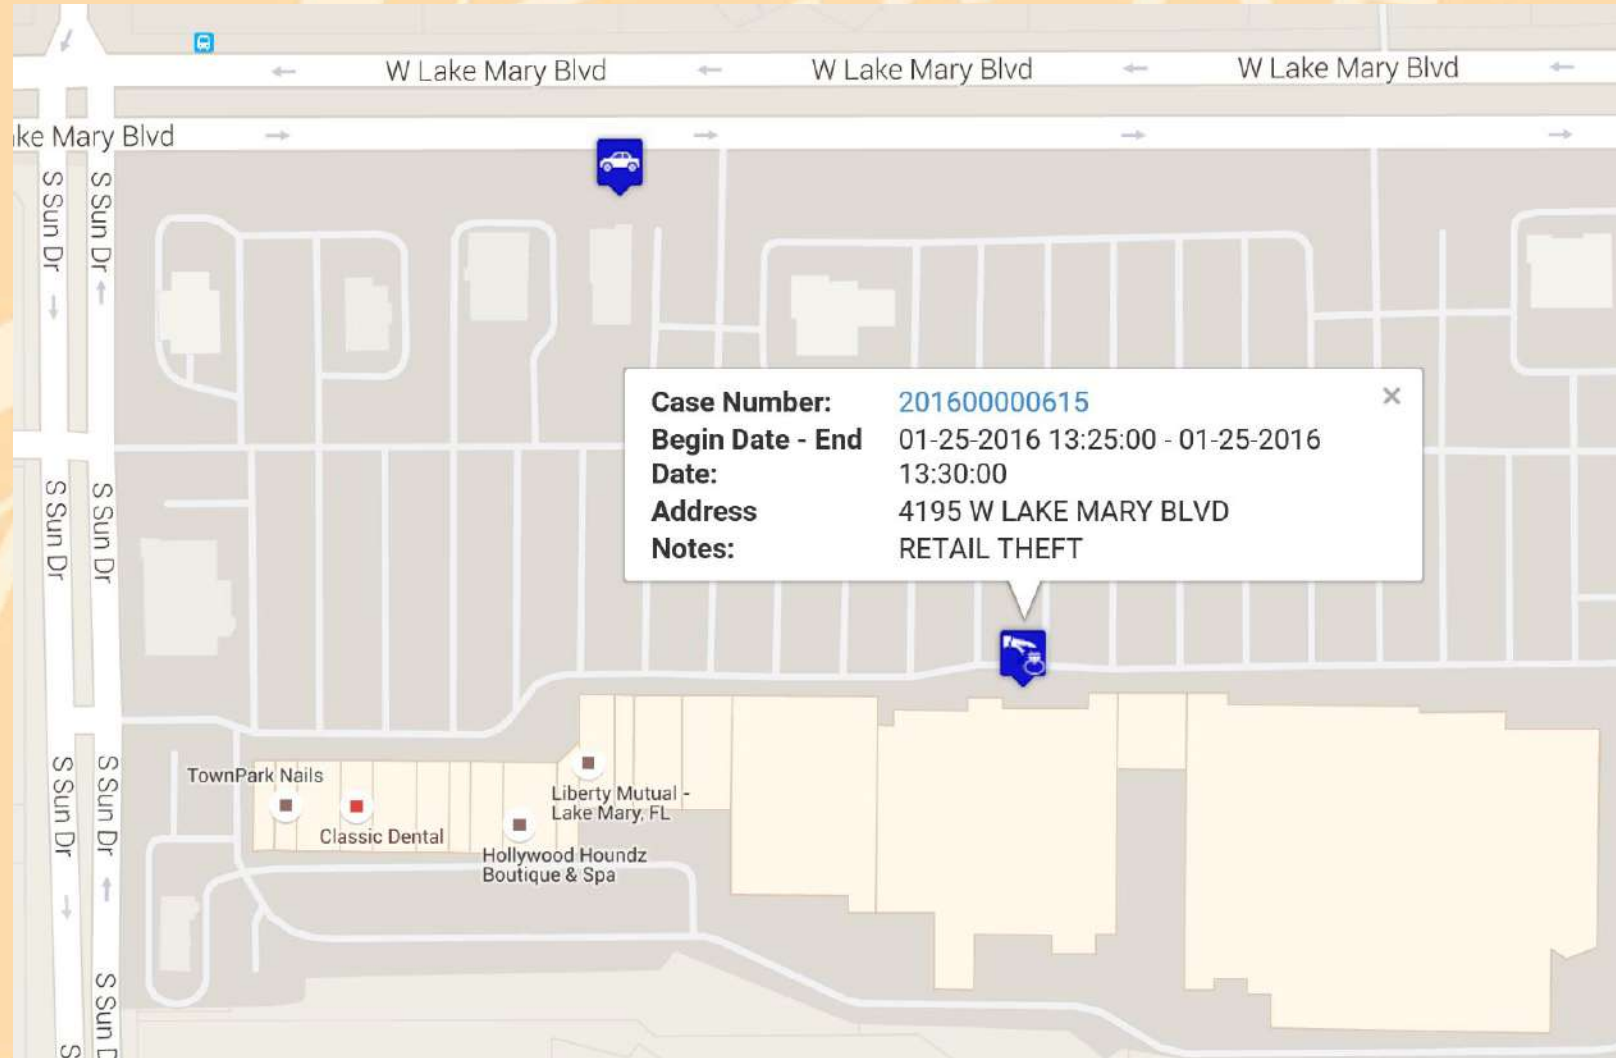 W Lake Mary Blvd
W Lake Mary Blvd
W Lake Mary Blvd
ke Mary Blvd
S Sun Dr
S Sun Dr
Case Number: 201600000615
Begin Date - End 01-25-2016 13:25:00 - 01-25-2016
Date: 13:30:00
Address 4195 W LAKE MARY BLVD
Notes: RETAIL THEFT
S Sun Dr
S Sun Dr
S Sun Dr
S Sun Dr
TownPark Nails
Classic Dental
Liberty Mutual -
Lake Mary, FL
Hollywood Houndz
Boutique & Spa
S Sun D
S